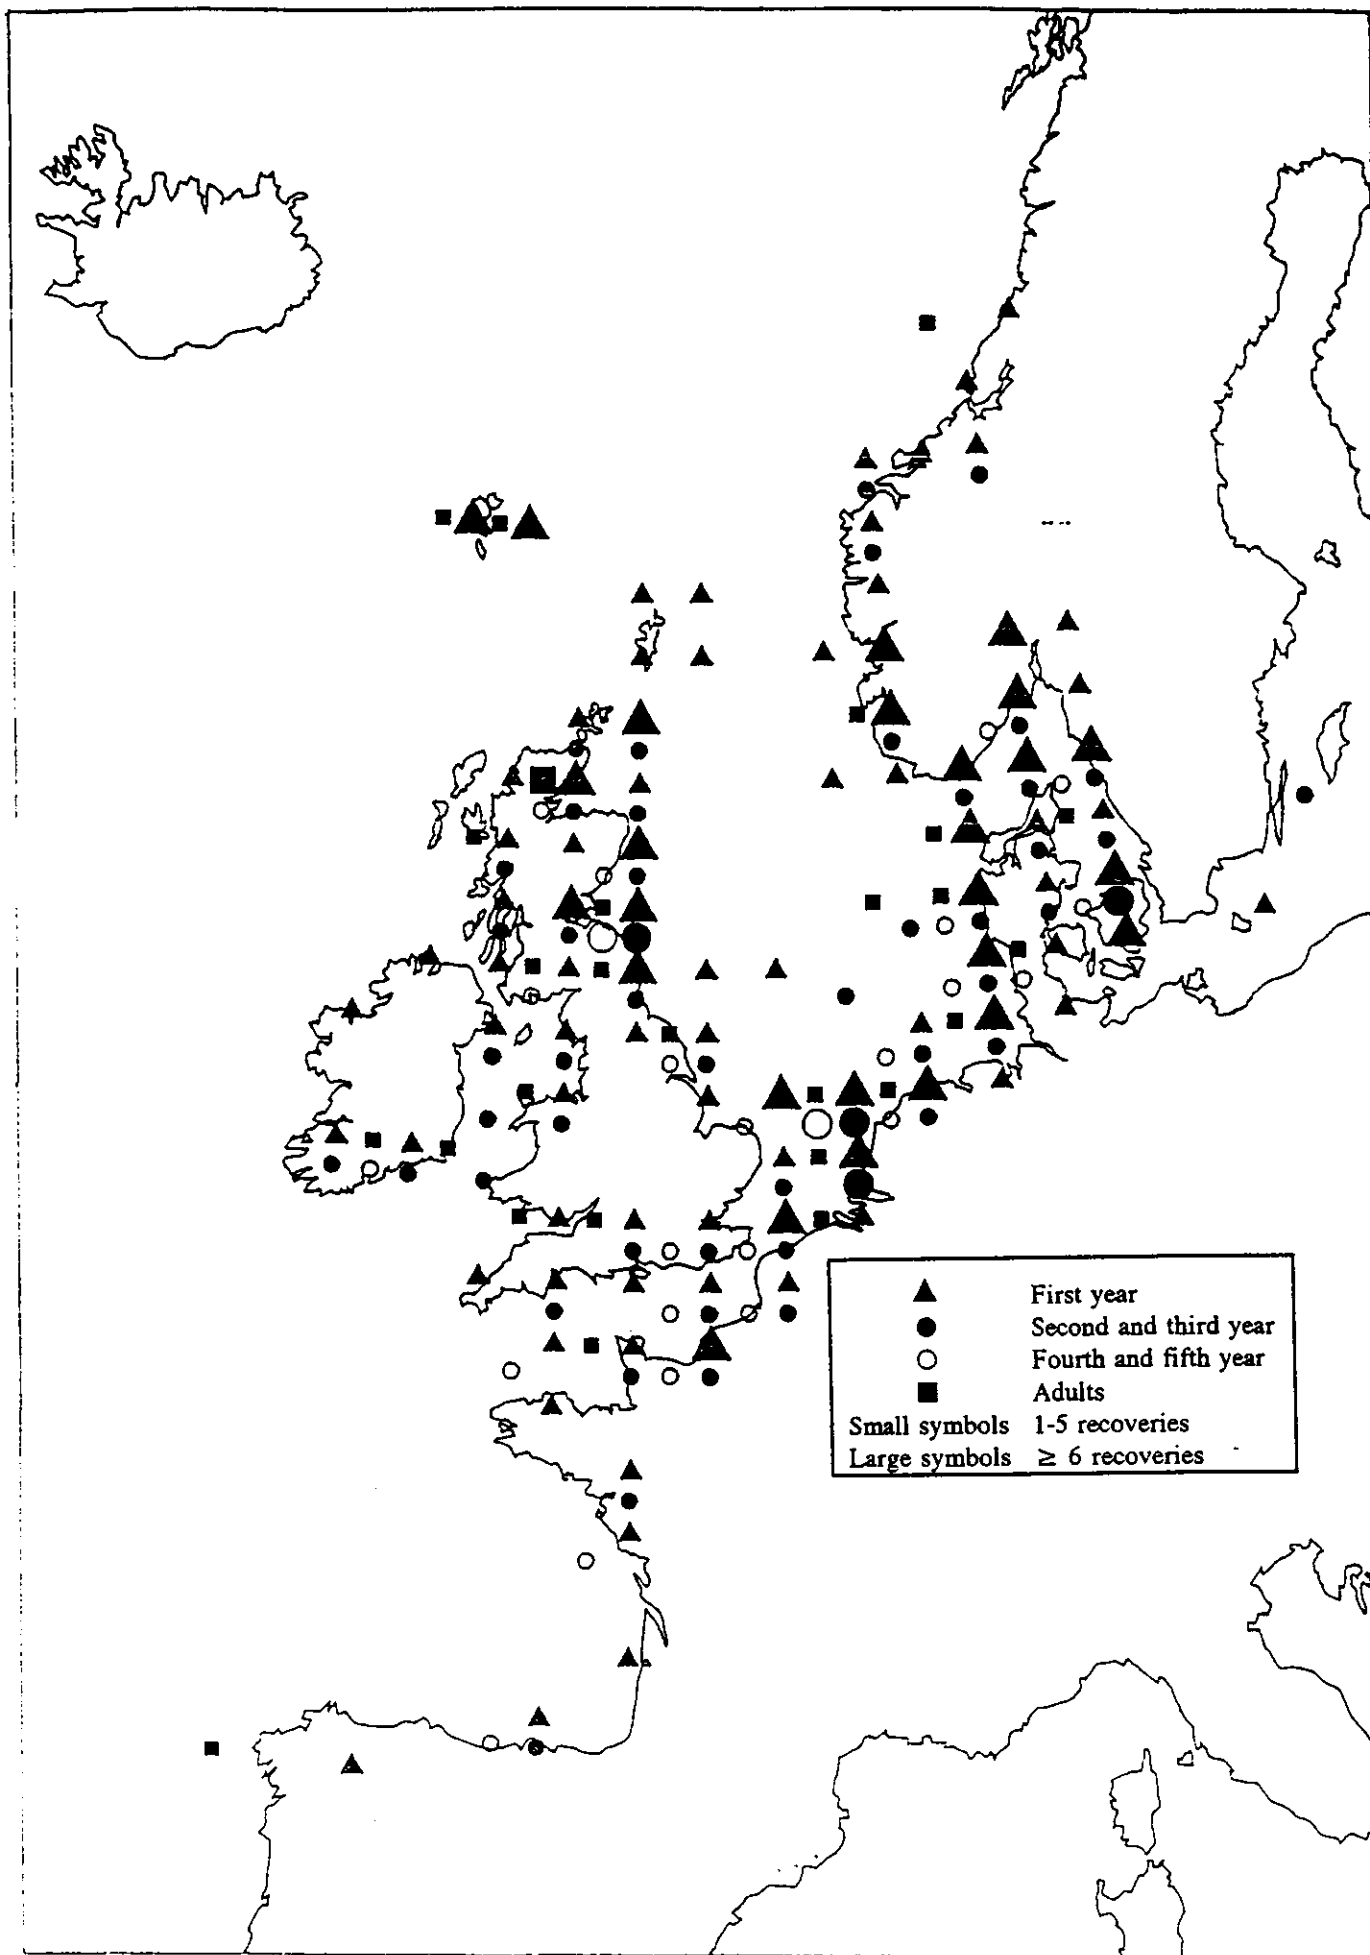 First year
Second and third year
Fourth and fifth year
Adults
Small symbols 1-5 recoveries
Large symbols ≥ 6 recoveries